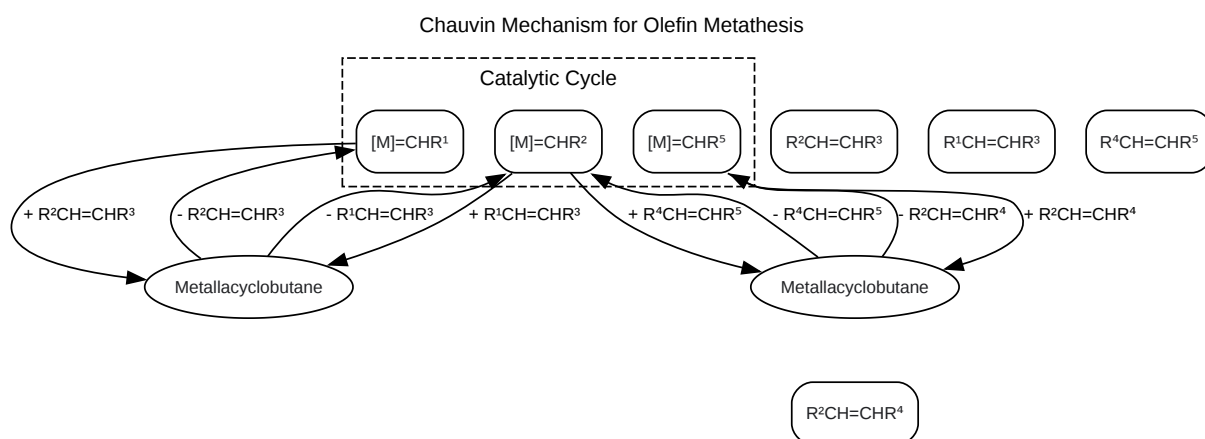 Chauvin Mechanism for Olefin Metathesis
Catalytic Cycle
[M]=CHR¹
[M]=CHR²
[M]=CHR⁵
R²CH=CHR³
R¹CH=CHR³
R⁴CH=CHR⁵
+ R²CH=CHR³
- R²CH=CHR³
- R¹CH=CHR³
+ R¹CH=CHR³
+ R⁴CH=CHR⁵
- R⁴CH=CHR⁵
- R²CH=CHR⁴
+ R²CH=CHR⁴
Metallacyclobutane
Metallacyclobutane
R²CH=CHR⁴